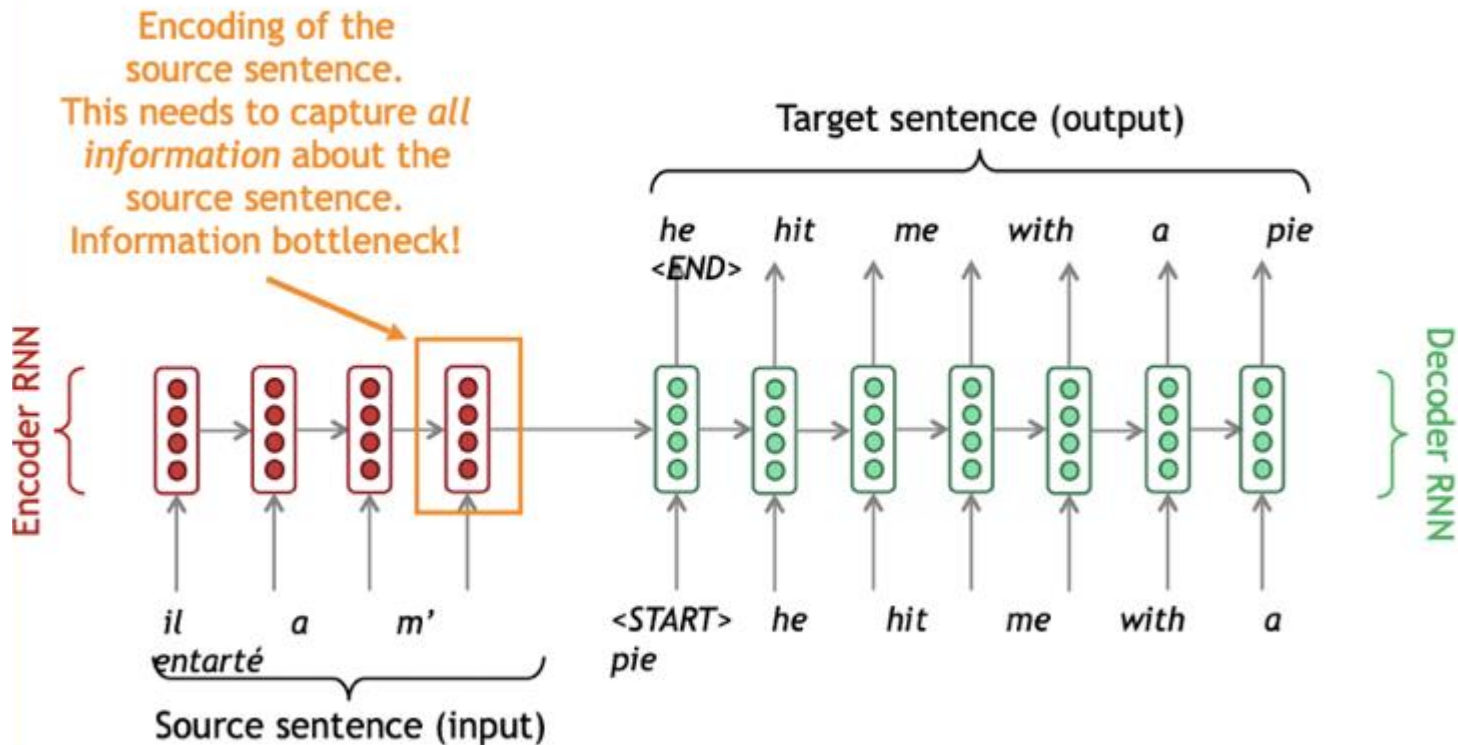 Encoding of the
source sentence.
This needs to capture all
information about the
source sentence.
Information bottleneck!
Target sentence (output)
he hit me with a pie
<END>
Encoder RNN
Decoder RNN
il a m'
entarté
<START> he hit me with a
pie
Source sentence (input)